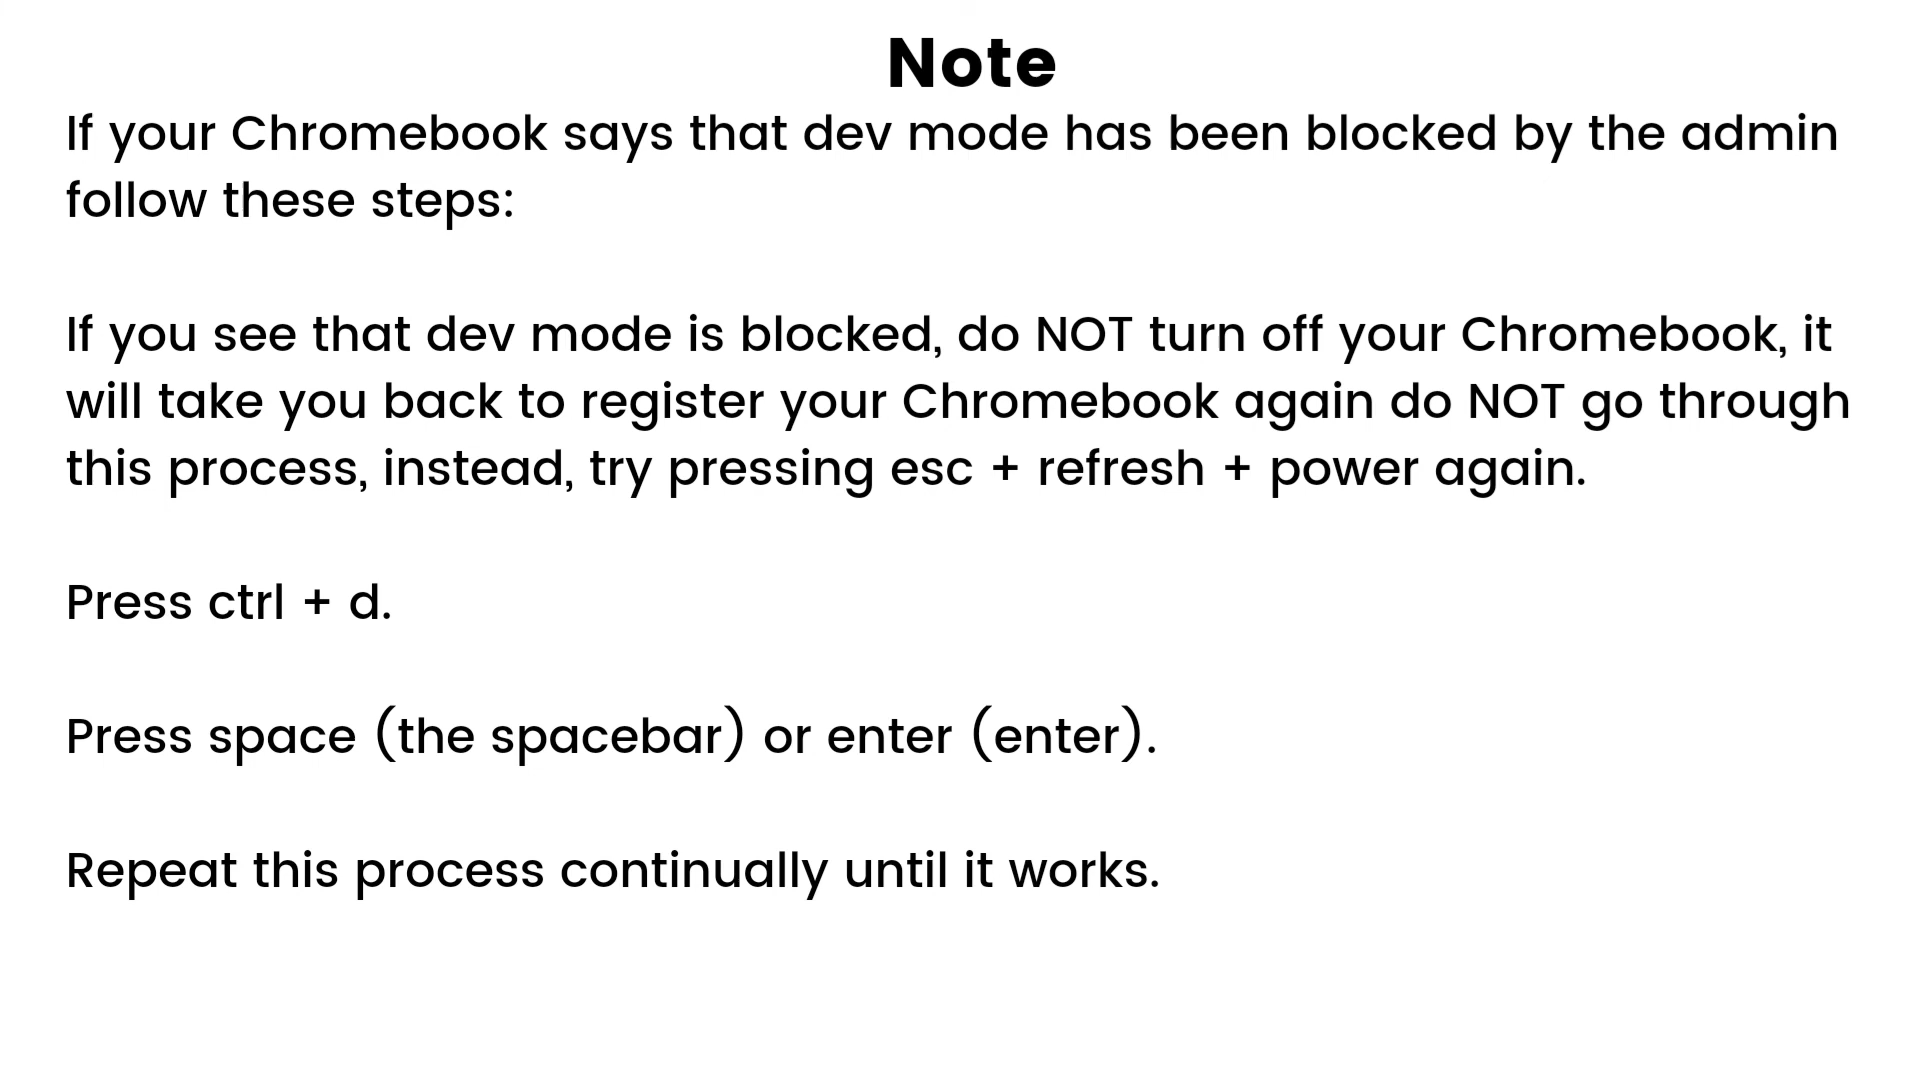 Note
If your Chromebook says that dev mode has been blocked by the admin
follow these steps:
If you see that dev mode is blocked, do NOT turn off your Chromebook, it
will take you back to register your Chromebook again do NOT go through
this process, instead, try pressing esc + refresh + power again.
Press ctrl + d.
Press space (the spacebar) or enter (enter).
Repeat this process continually until it works.